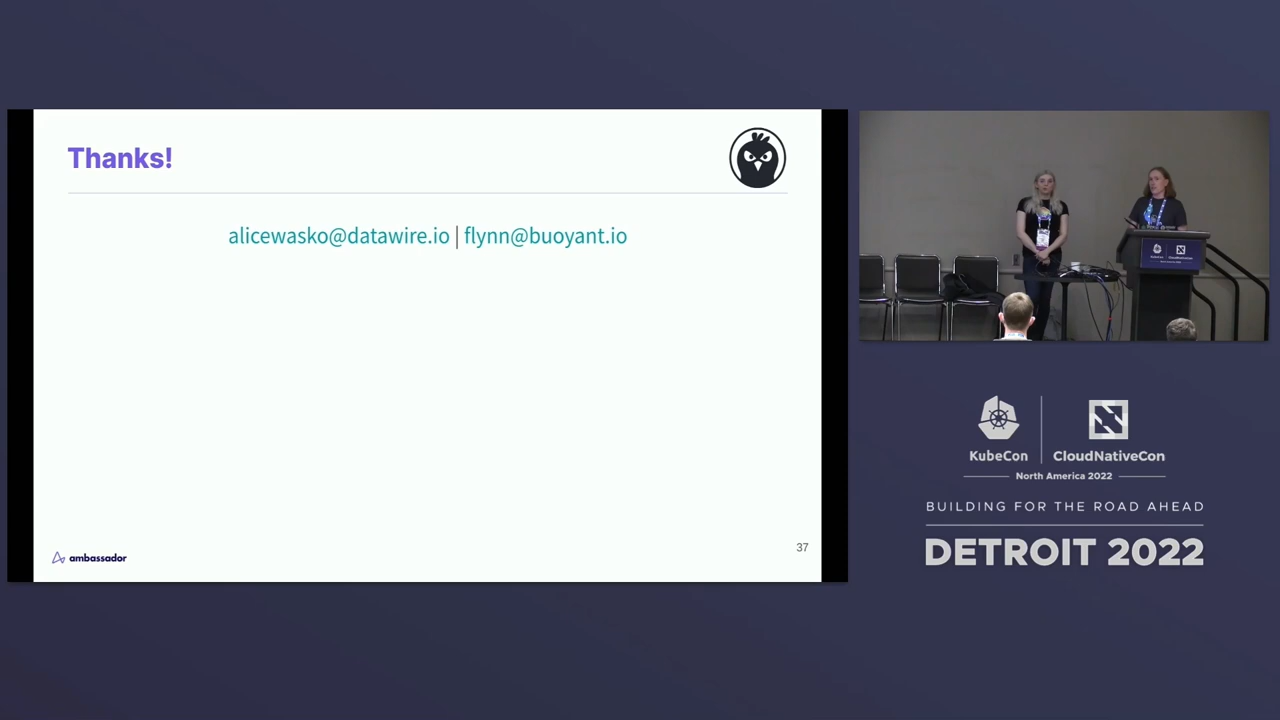 Thanks!
alicewasko@datawire.io | flynn@buoyant.io
ambassador
37
KubeCon
CloudNativeCon
North America 2022
BUILDING FOR THE ROAD AHEAD
DETROIT 2022